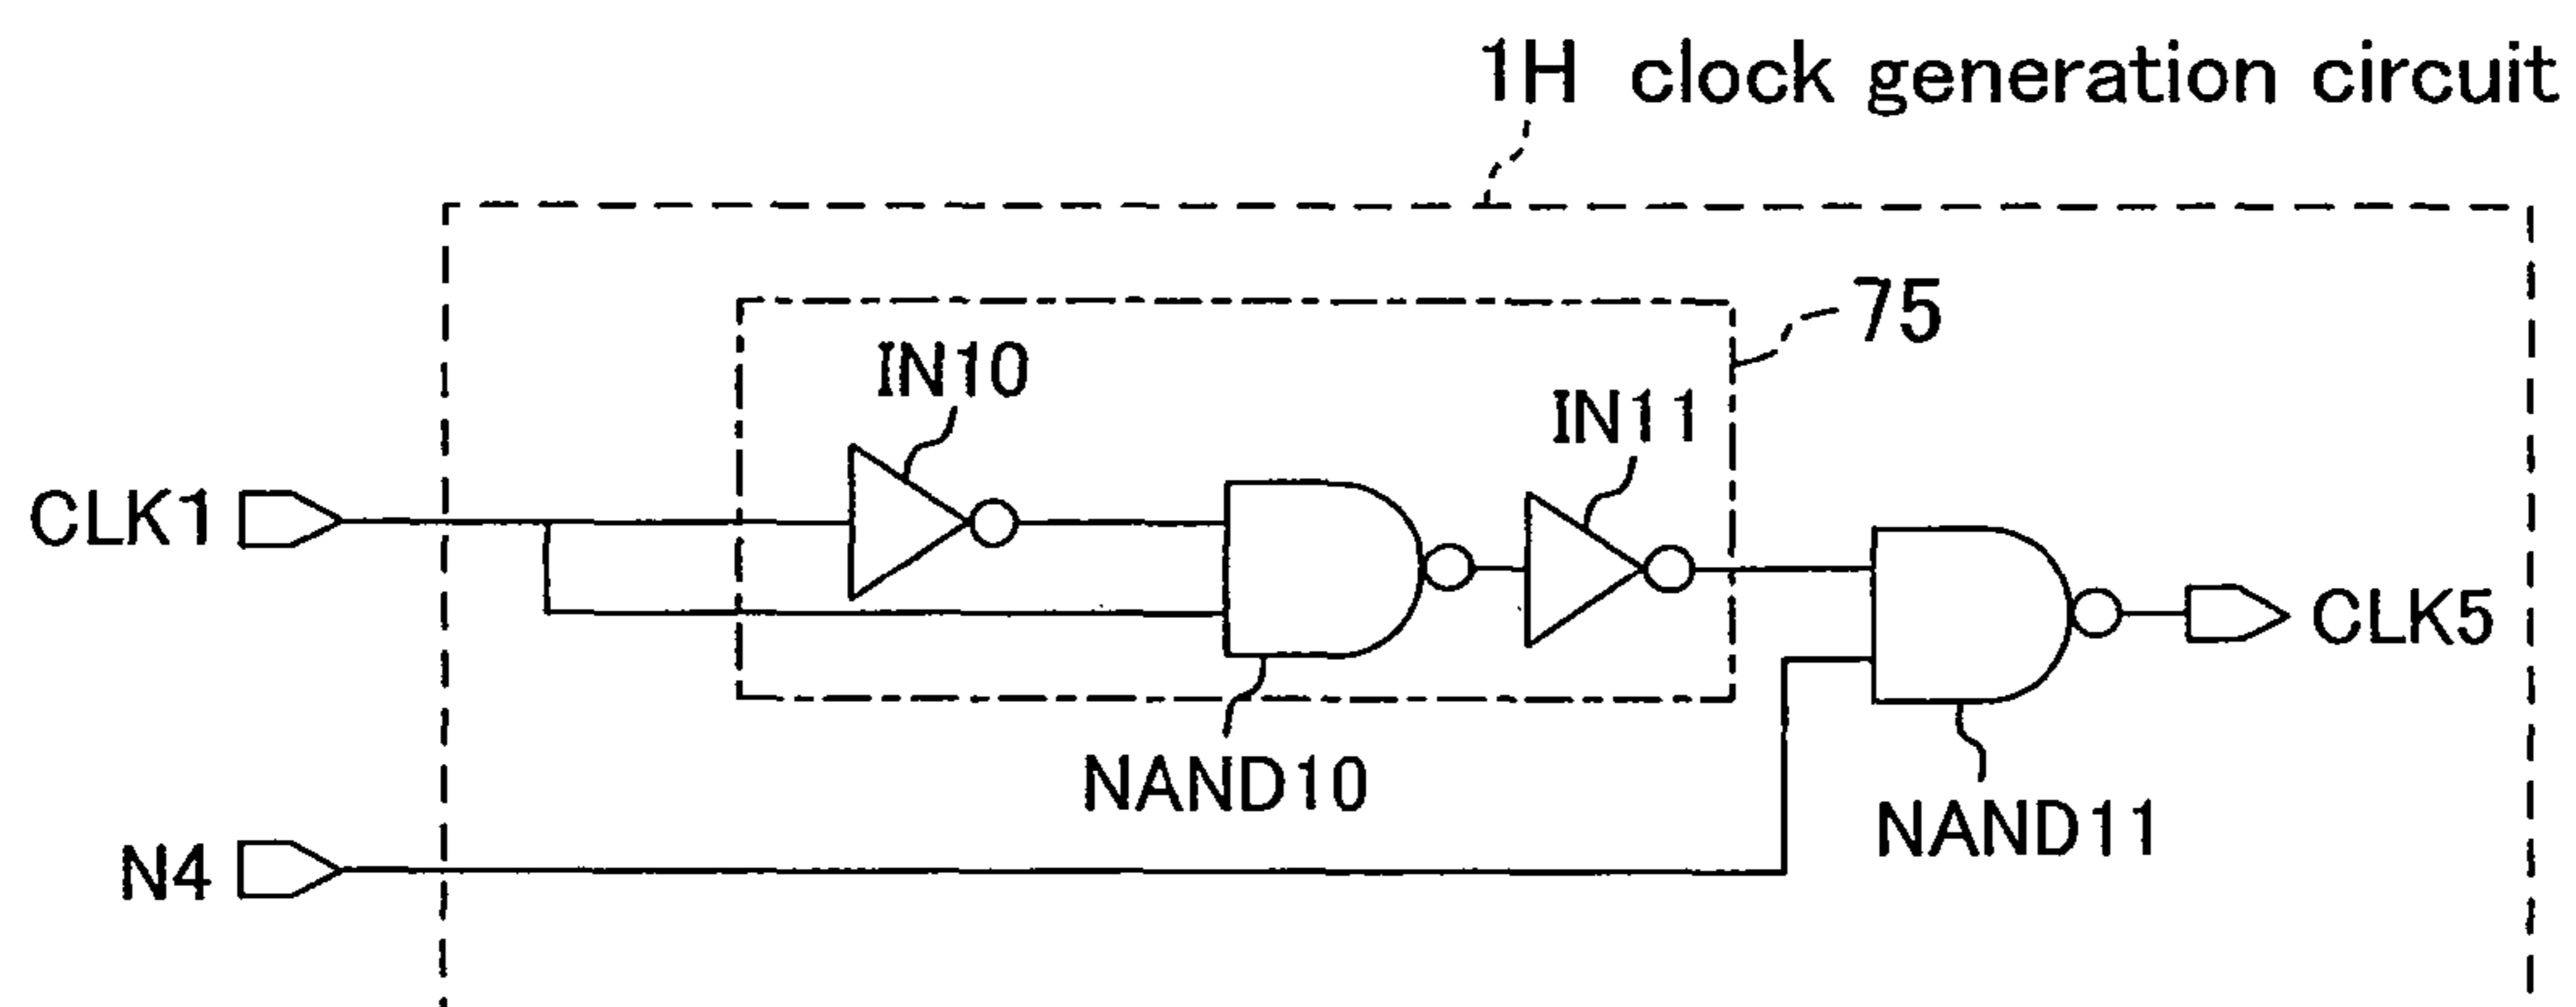 1H clock generation circuit
75
IN10
IN11
CLK1
CLK5
NAND10
NAND11
N4